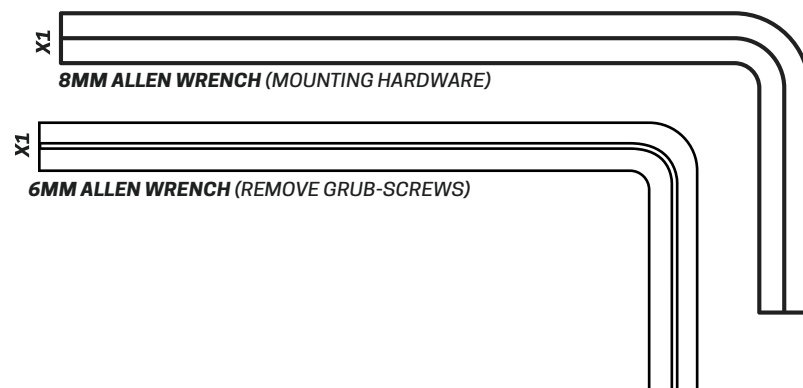 X1
8MM ALLEN WRENCH (MOUNTING HARDWARE)
X1
6MM ALLEN WRENCH (REMOVE GRUB-SCREWS)